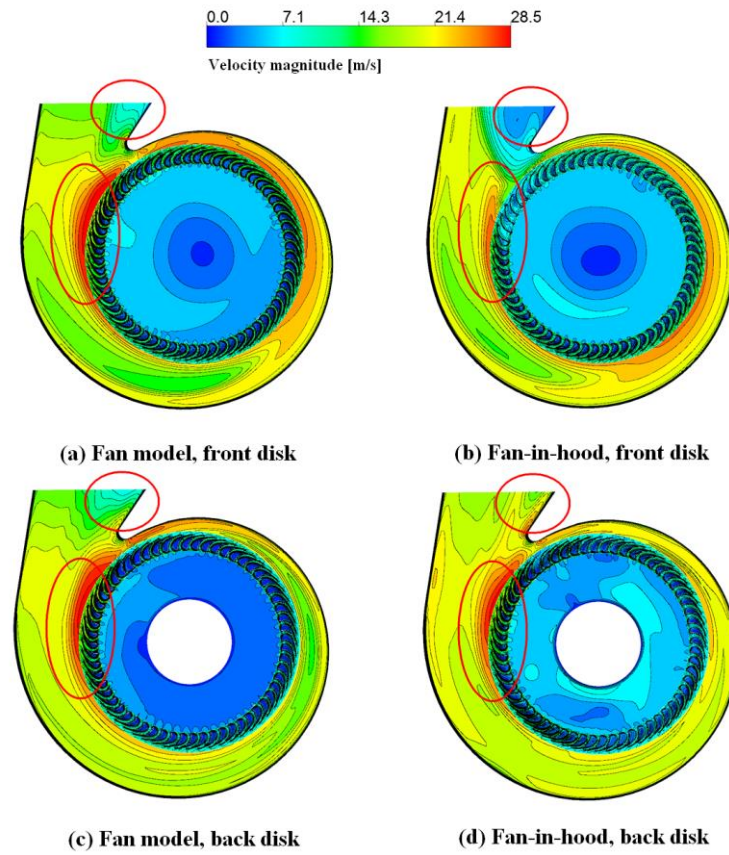 0.0 7.1 14.3 21.4 28.5
Velocity magnitude [m/s]
(a) Fan model, front disk
(b) Fan-in-hood, front disk
(c) Fan model, back disk
(d) Fan-in-hood, back disk